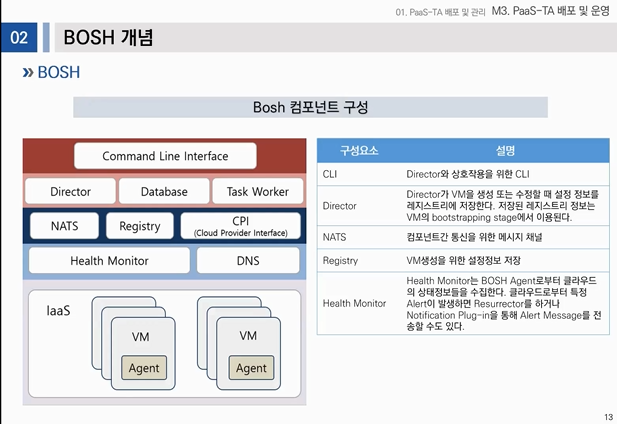 01. PaaS-TA 배포 및 관리 M3. PaaS-TA 배포 및 운영
02 BOSH 개념
BOSH
Bosh 컴포넌트 구성
Command Line Interface
Director Database Task Worker
NATS Registry CPI
(Cloud Provider Interface)
Health Monitor DNS
IaaS
VM VM
Agent Agent
구성요소 설명
CLI Director와 상호작용을 위한 CLI
Director Director가 VM을 생성 또는 수정할 때 설정 정보를
레지스트리에 저장한다. 저장된 레지스트리 정보는
VM의 bootstrapping stage에서 이용된다.
NATS 컴포넌트간 통신을 위한 메시지 채널
Registry VM생성을 위한 설정정보 저장
Health Monitor Health Monitor는 BOSH Agent로부터 클라우드
의 상태정보들을 수집한다. 클라우드로부터 특정
Alert이 발생하면 Resurrector를 하거나
Notification Plug-in을 통해 Alert Message를 전
송할 수도 있다.
13